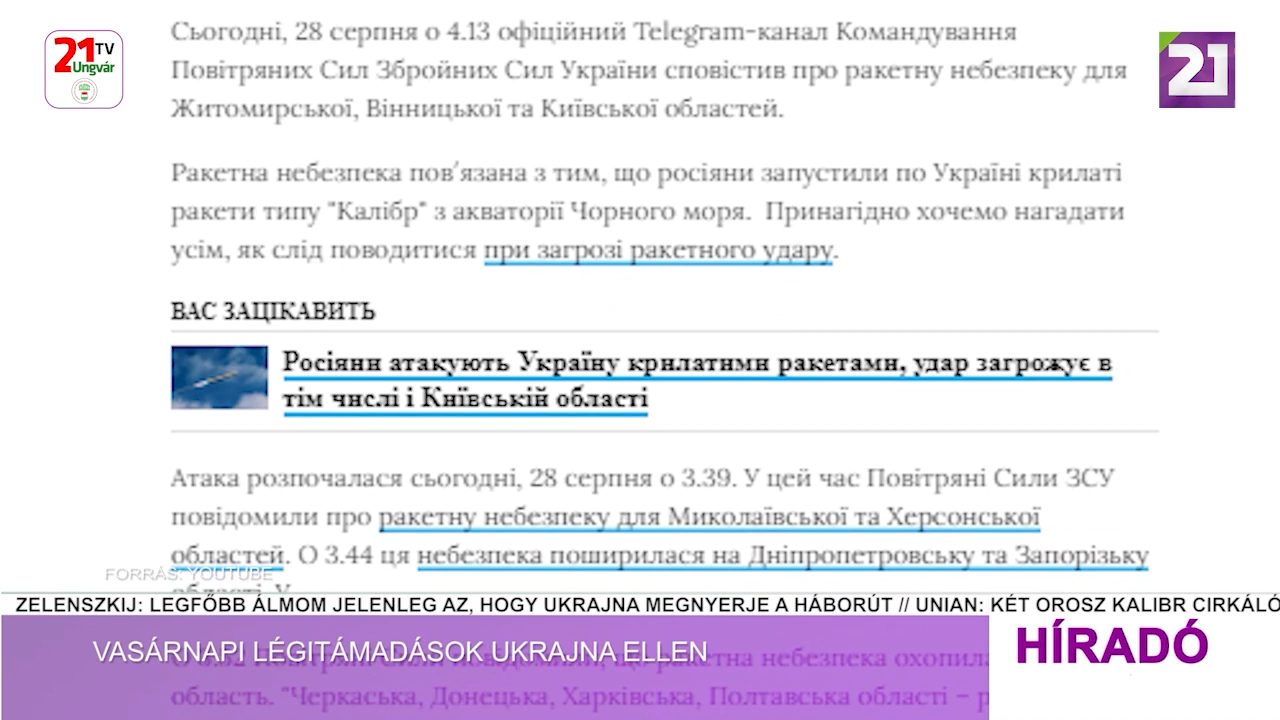 21 TV
Ungvár
21
Сьогодні, 28 серпня о 4.13 офіційний Telegram-канал Командування
Повітряних Сил Збройних Сил України сповістив про ракетну небезпеку для
Житомирської, Вінницької та Київської областей.
Ракетна небезпека пов'язана з тим, що росіяни запустили по Україні крилаті
ракети типу "Калібр" з акваторії Чорного моря. Принагідно хочемо нагадати
усім, як слід поводитися при загрозі ракетного удару.
ВАС ЗАЦІКАВИТЬ
Росіяни атакують Україну крилатими ракетами, удар загрожує в
тім числі і Київській області
Атака розпочалася сьогодні, 28 серпня о 3.39. У цей час Повітряні Сили ЗСУ
повідомили про ракетну небезпеку для Миколаївської та Херсонської
областей. О 3.44 ця небезпека поширилася на Дніпропетровську та Запорізьку
FORRÁS: YOUTUBE
ZELENSZKIJ: LEGFŐBB ÁLMOM JELENLEG AZ, HOGY UKRAJNA MEGNYERJE A HÁBORÚT // UNIAN: KÉT OROSZ KALIBR CIRKÁLÓ
VASÁRNAPI LÉGITÁMADÁSOK UKRAJNA ELLEN
HÍRADÓ
небезпека
область. "Черкаська, Донецька, Харківська, Полтавська області –